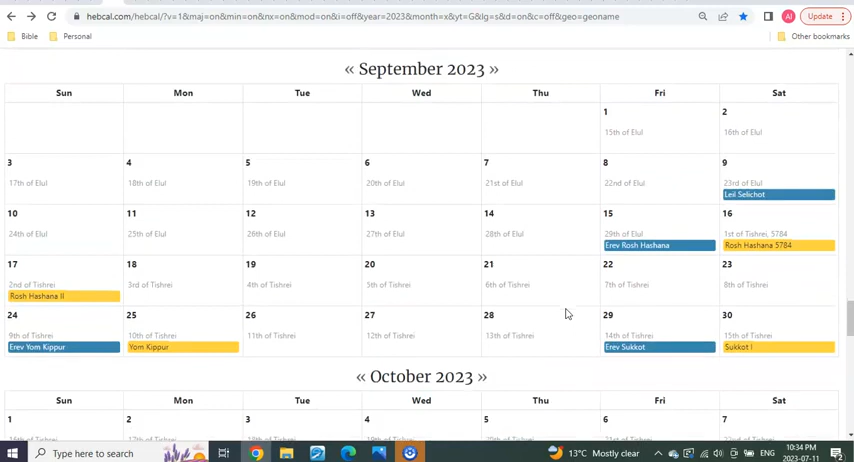 hebcal.com/hebcal/?v=1&maj=on&min=on&nx=on&mod=on&i=off&year=2023&month=x&yt=G&lg=s&d=on&c=off&geo=geoname
AI
Update
Bible
Personal
Other bookmarks
« September 2023 »
Sun Mon Tue Wed Thu Fri Sat
1 2
15th of Elul 16th of Elul
3 4 5 6 7 8 9
17th of Elul 18th of Elul 19th of Elul 20th of Elul 21st of Elul 22nd of Elul 23rd of Elul
Leil Selichot
10 11 12 13 14 15 16
24th of Elul 25th of Elul 26th of Elul 27th of Elul 28th of Elul 29th of Elul 1st of Tishrei, 5784
Erev Rosh Hashana Rosh Hashana 5784
17 18 19 20 21 22 23
2nd of Tishrei 3rd of Tishrei 4th of Tishrei 5th of Tishrei 6th of Tishrei 7th of Tishrei 8th of Tishrei
Rosh Hashana II
24 25 26 27 28 29 30
9th of Tishrei 10th of Tishrei 11th of Tishrei 12th of Tishrei 13th of Tishrei 14th of Tishrei 15th of Tishrei
Erev Yom Kippur Yom Kippur Erev Sukkot Sukkot I
« October 2023 »
Sun Mon Tue Wed Thu Fri Sat
1 2 3 4 5 6 7
Type here to search
13°C Mostly clear
ENG
10:34 PM
2023-07-11
2